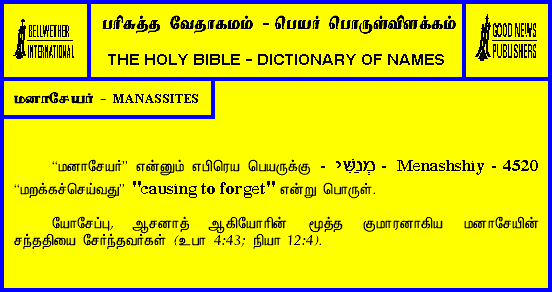 BELLWETHER
INTERNATIONAL
பரிசுத்த வேதாகமம் - பெயர் பொருள்விளக்கம்
THE HOLY BIBLE - DICTIONARY OF NAMES
GOOD NEWS
PUBLISHERS
மனாசேயர் - MANASSITES
“மனாசேயர்” என்னும் எபிரெய பெயருக்கு - מְנַשִּׁי - Menashshiy - 4520
“மறக்கச்செய்வது” "causing to forget" என்று பொருள்.
யோசேப்பு, ஆசனாத் ஆகியோரின் மூத்த குமாரனாகிய மனாசேயின்
சந்ததியை சேர்ந்தவர்கள் (உபா 4:43; நியா 12:4).